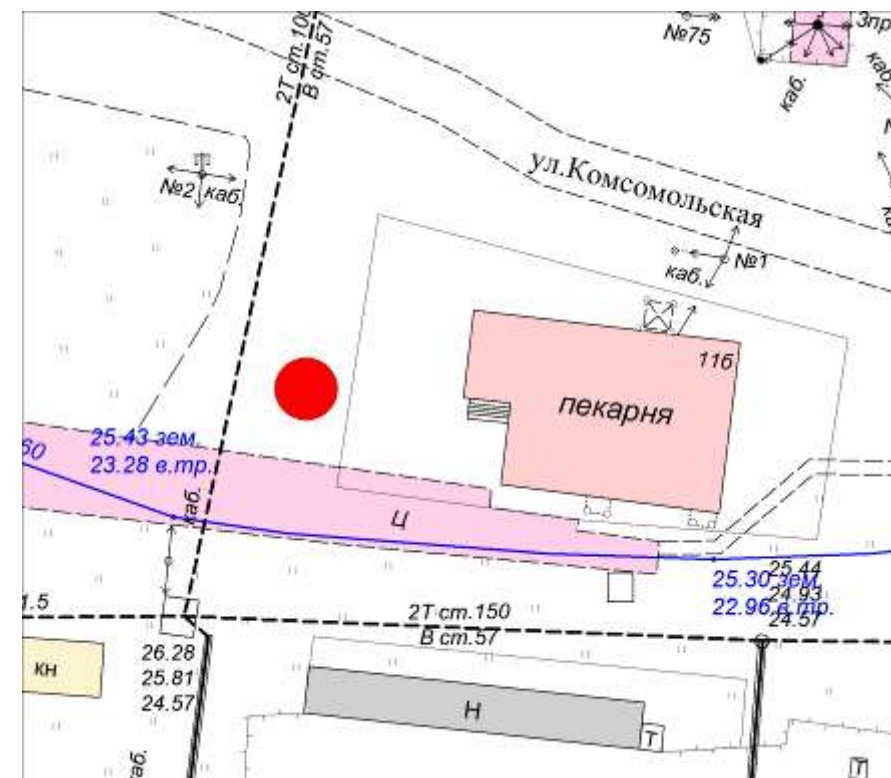 2Т ст.100
В ст.57
№75
3пр
каб.
каб.
№2
каб.
ул.Комсомольская
№1
каб.
116
пекарня
25.43 зем.
23.28 в.тр.
60
каб.
Ц
25.44
24.93
24.57
25.30 зем.
22.96 в.тр.
1.5
2Т ст.150
В ст.57
26.28
25.81
24.57
кн
Н
Т
Т
каб.